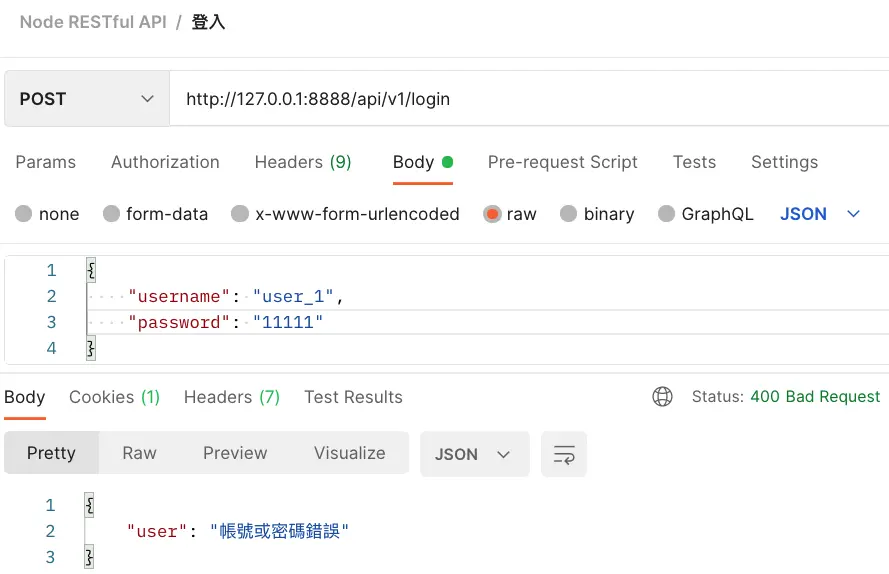 Node RESTful API / 登入
POST http://127.0.0.1:8888/api/v1/login
Params Authorization Headers (9) Body Pre-request Script Tests Settings
none form-data x-www-form-urlencoded raw binary GraphQL JSON
1 {
2 "username": "user_1",
3 "password": "11111"
4 }
Body Cookies (1) Headers (7) Test Results Status: 400 Bad Request
Pretty Raw Preview Visualize JSON
1 {
2 "user": "帳號或密碼錯誤"
3 }